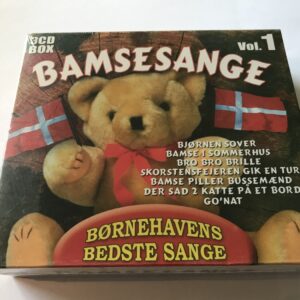 3CD BOX
Vol. 1
BAMSESANGE
BJØRNEN SOVER
BAMSE I SOMMERHUS
BRO BRO BRILLE
SKORSTENSFEJEREN GIK EN TUR
BAMSE PILLER BUSSEMÆND
DER SAD 2 KATTE PÅ ET BORD
GO'NAT
BØRNEHAVENS
BEDSTE SANGE